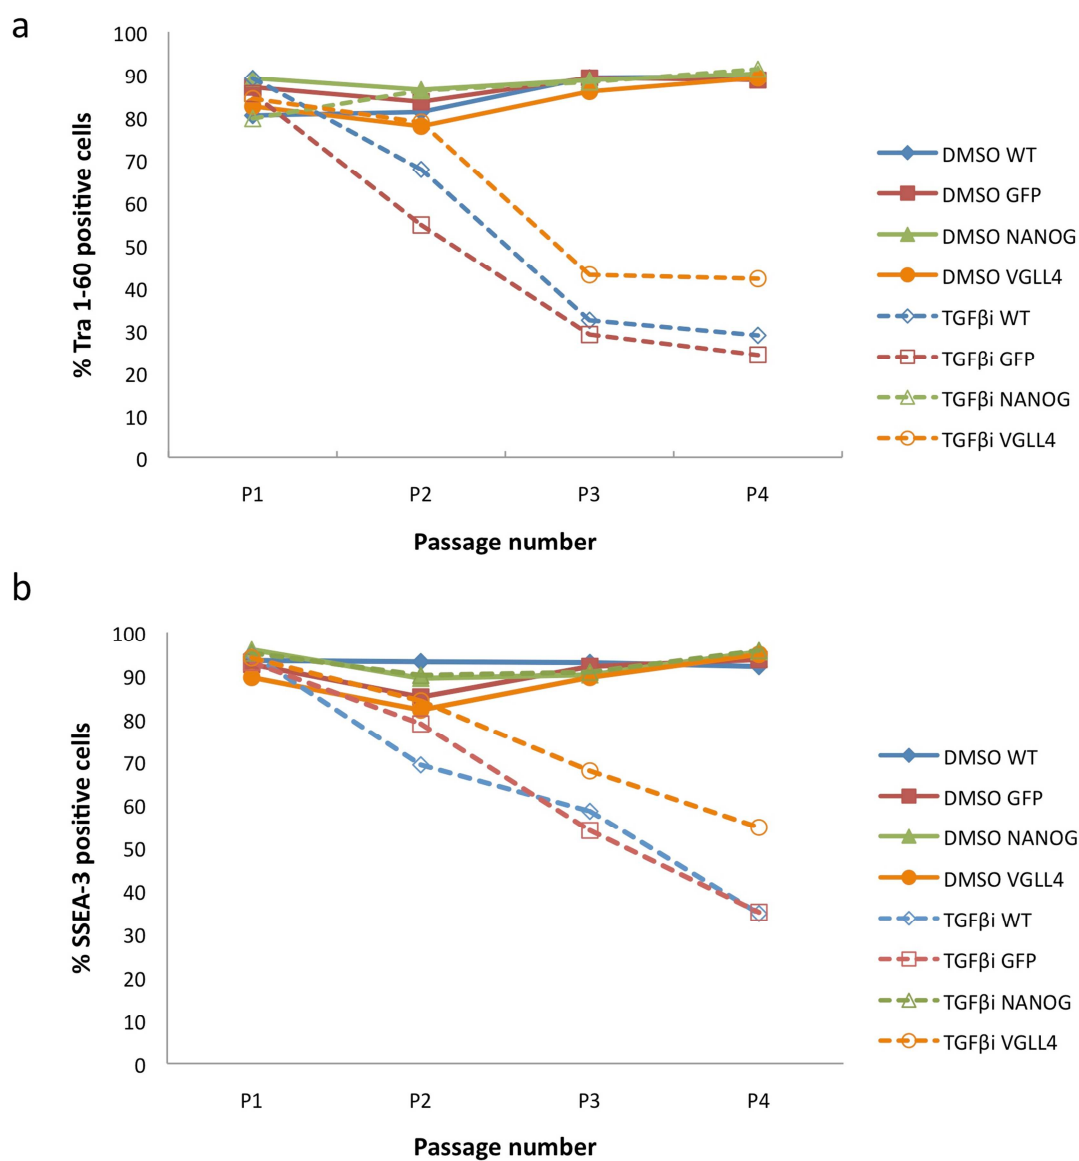 a
100
90
80
70
60
50
40
30
20
10
0
% Tra 1-60 positive cells
P1 P2 P3 P4
Passage number
DMSO WT
DMSO GFP
DMSO NANOG
DMSO VGLL4
TGFβi WT
TGFβi GFP
TGFβi NANOG
TGFβi VGLL4
b
100
90
80
70
60
50
40
30
20
10
0
% SSEA-3 positive cells
P1 P2 P3 P4
Passage number
DMSO WT
DMSO GFP
DMSO NANOG
DMSO VGLL4
TGFβi WT
TGFβi GFP
TGFβi NANOG
TGFβi VGLL4